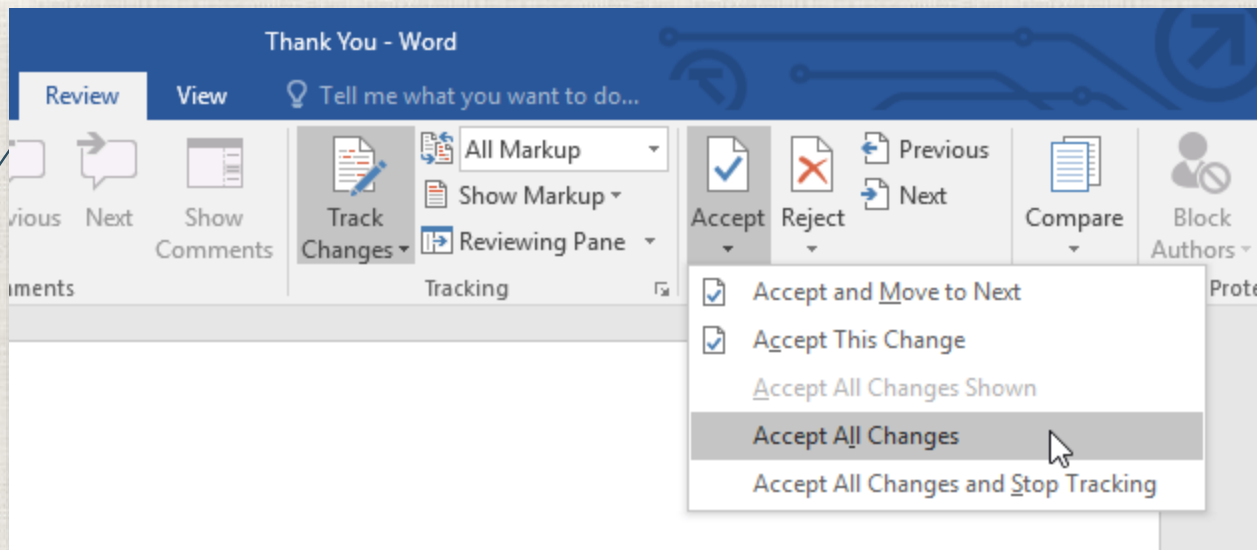 Thank You - Word
Review View Tell me what you want to do...
All Markup
Previous
Show Markup
Next
vious Next Show Comments
Track Changes
Reviewing Pane
Accept Reject
Compare
Block Authors
Tracking
Accept and Move to Next
Accept This Change
Accept All Changes Shown
Accept All Changes
Accept All Changes and Stop Tracking